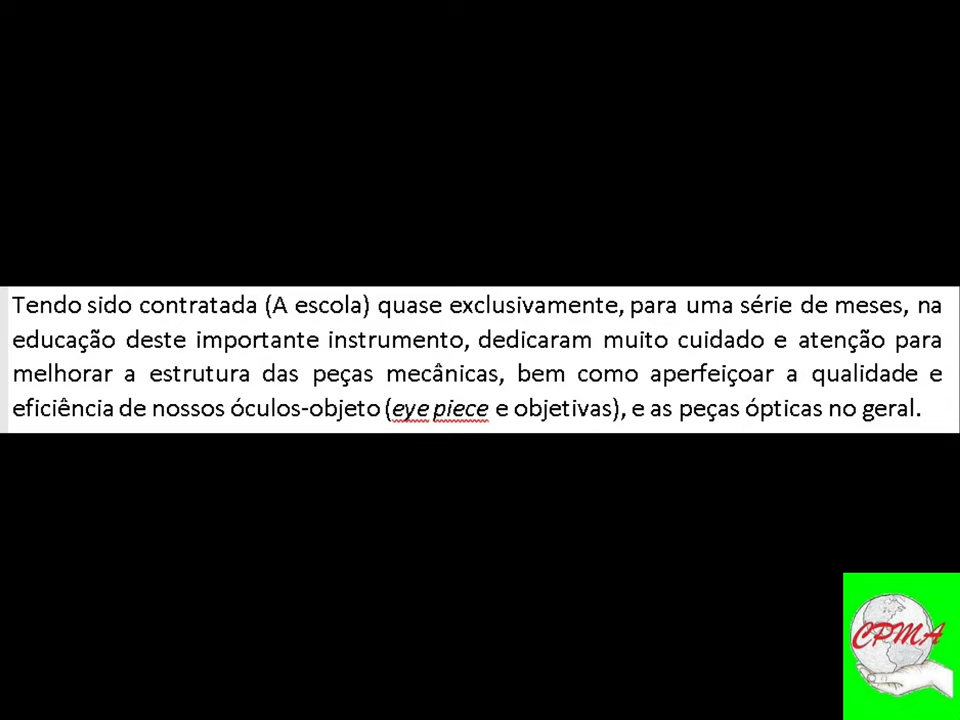 Tendo sido contratada (A escola) quase exclusivamente, para uma série de meses, na
educação deste importante instrumento, dedicaram muito cuidado e atenção para
melhorar a estrutura das peças mecânicas, bem como aperfeiçoar a qualidade e
eficiência de nossos óculos-objeto (eye piece e objetivas), e as peças ópticas no geral.
CPMA